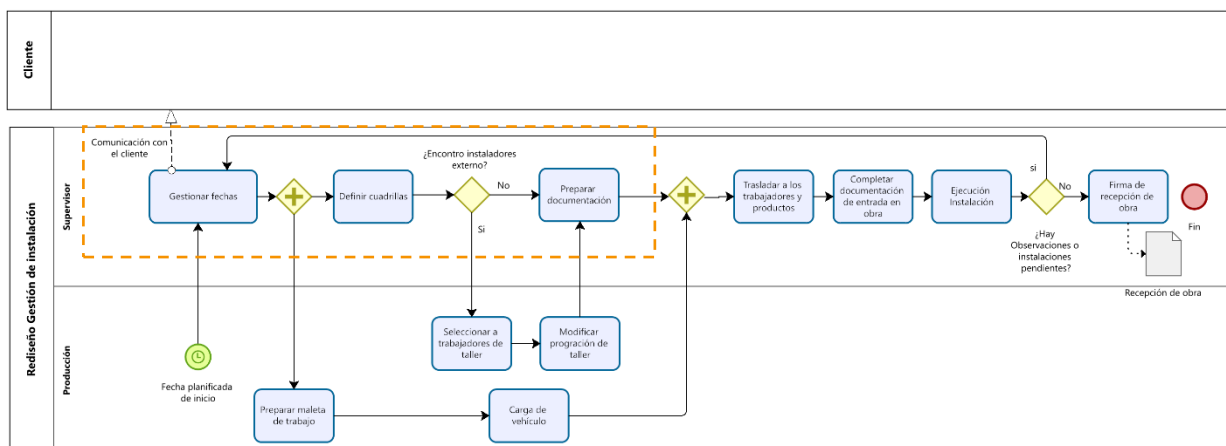 Cliente
Rediseño Gestión de instalación
Supervisor
Comunicación con
el cliente
Gestionar fechas
Definir cuadrillas
¿Encontro instaladores
externo?
No
Si
Preparar
documentación
Trasladar a los
trabajadores y
productos
Completar
documentación
de entrada en
obra
Ejecución
Instalación
si
No
¿Hay
Observaciones o
instalaciones
pendientes?
Firma de
recepción de
obra
Fin
Recepción de obra
Producción
Fecha planificada
de inicio
Seleccionar a
trabajadores de
taller
Modificar
progración de
taller
Preparar maleta
de trabajo
Carga de
vehículo